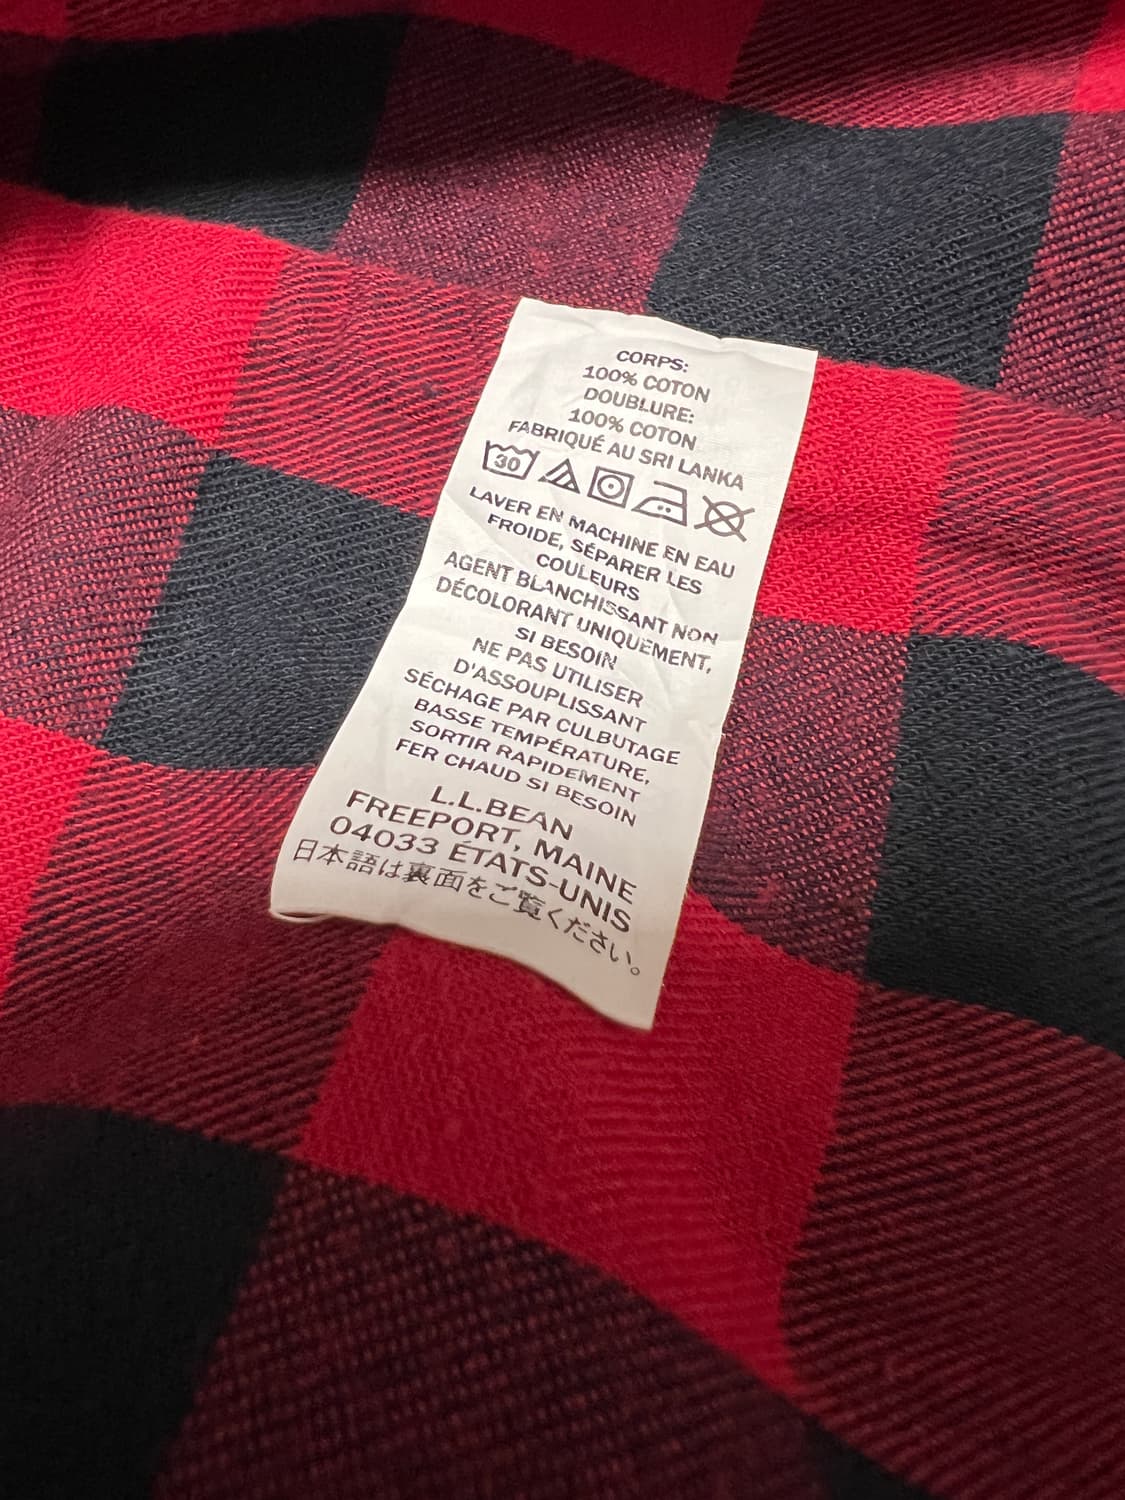 CORPS:
100% COTON
DOUBLURE:
100% COTON
FABRIQUÉ AU SRI LANKA
30
LAVER EN MACHINE EN EAU
FROIDE, SÉPARER LES
COULEURS
AGENT BLANCHISSANT NON
DÉCOLORANT UNIQUEMENT,
SI BESOIN
NE PAS UTILISER
D'ASSOUPLISSANT
SÉCHAGE PAR CULBUTAGE
BASSE TEMPÉRATURE,
SORTIR RAPIDEMENT
FER CHAUD SI BESOIN
L.L.BEAN
FREEPORT, MAINE
04033 ÉTATS-UNIS
日本語は裏面をご覧ください。